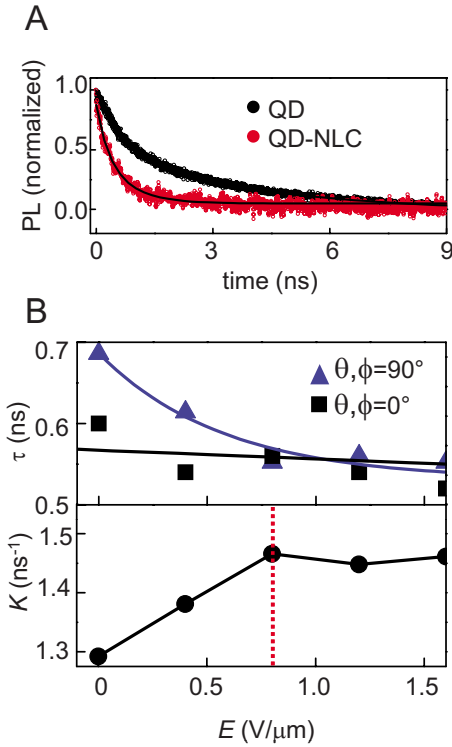 A
PL (normalized)
1.0
0.5
0.0
QD
QD-NLC
0
3
6
9
time (ns)
B
τ (ns)
0.7
0.6
0.5
θ,ϕ=90°
θ,ϕ=0°
K (ns⁻¹)
1.5
1.4
1.3
0
0.5
1.0
1.5
E (V/μm)